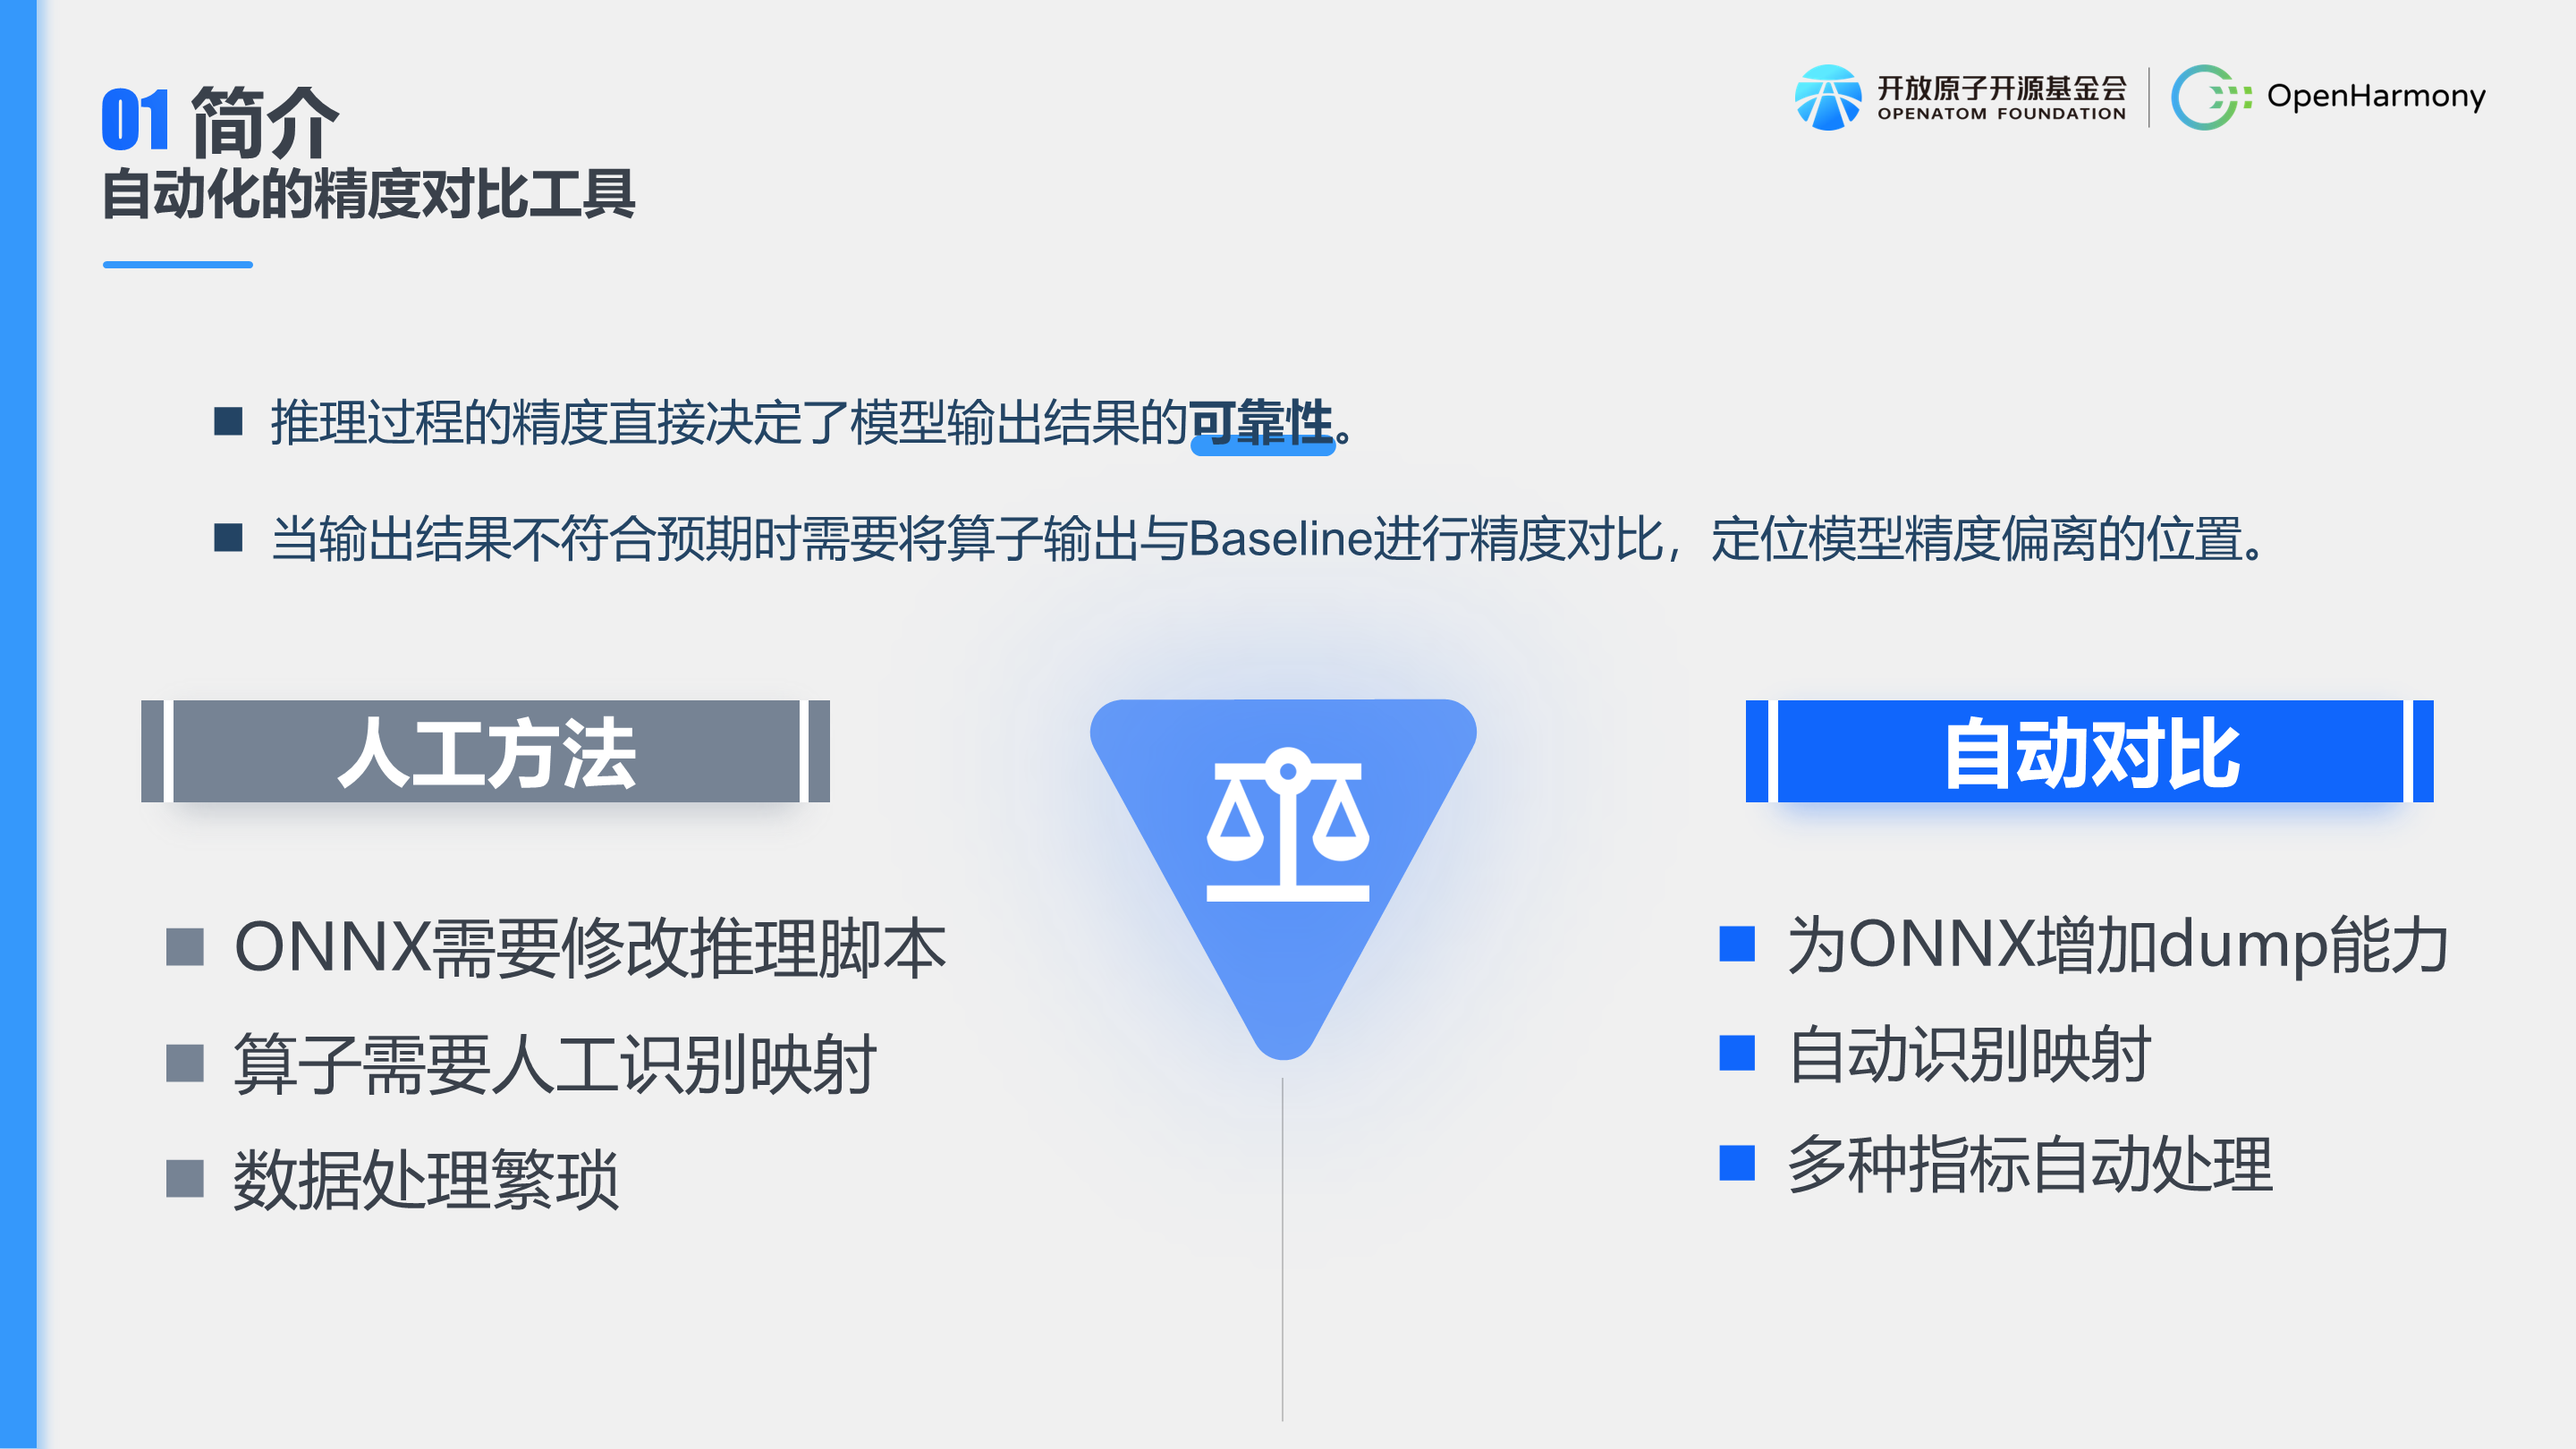 01 简介
自动化的精度对比工具
开放原子开源基金会
OPENATOM FOUNDATION
OpenHarmony
推理过程的精度直接决定了模型输出结果的可靠性。
当输出结果不符合预期时需要将算子输出与Baseline进行精度对比，定位模型精度偏离的位置。
人工方法
ONNX需要修改推理脚本
算子需要人工识别映射
数据处理繁琐
自动对比
为ONNX增加dump能力
自动识别映射
多种指标自动处理